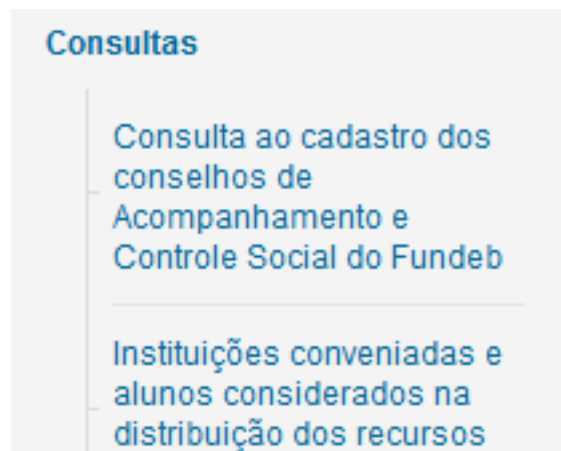 Consultas
Consulta ao cadastro dos
conselhos de
Acompanhamento e
Controle Social do Fundeb
Instituições conveniadas e
alunos considerados na
distribuição dos recursos